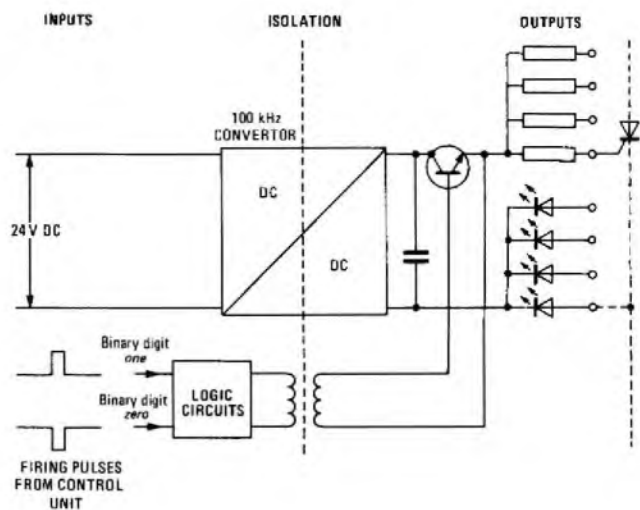 INPUTS
ISOLATION
OUTPUTS
100 kHz
CONVERTOR
DC
24V DC
DC
Binary digit
one
Binary digit
zero
LOGIC
CIRCUITS
FIRING PULSES
FROM CONTROL
UNIT